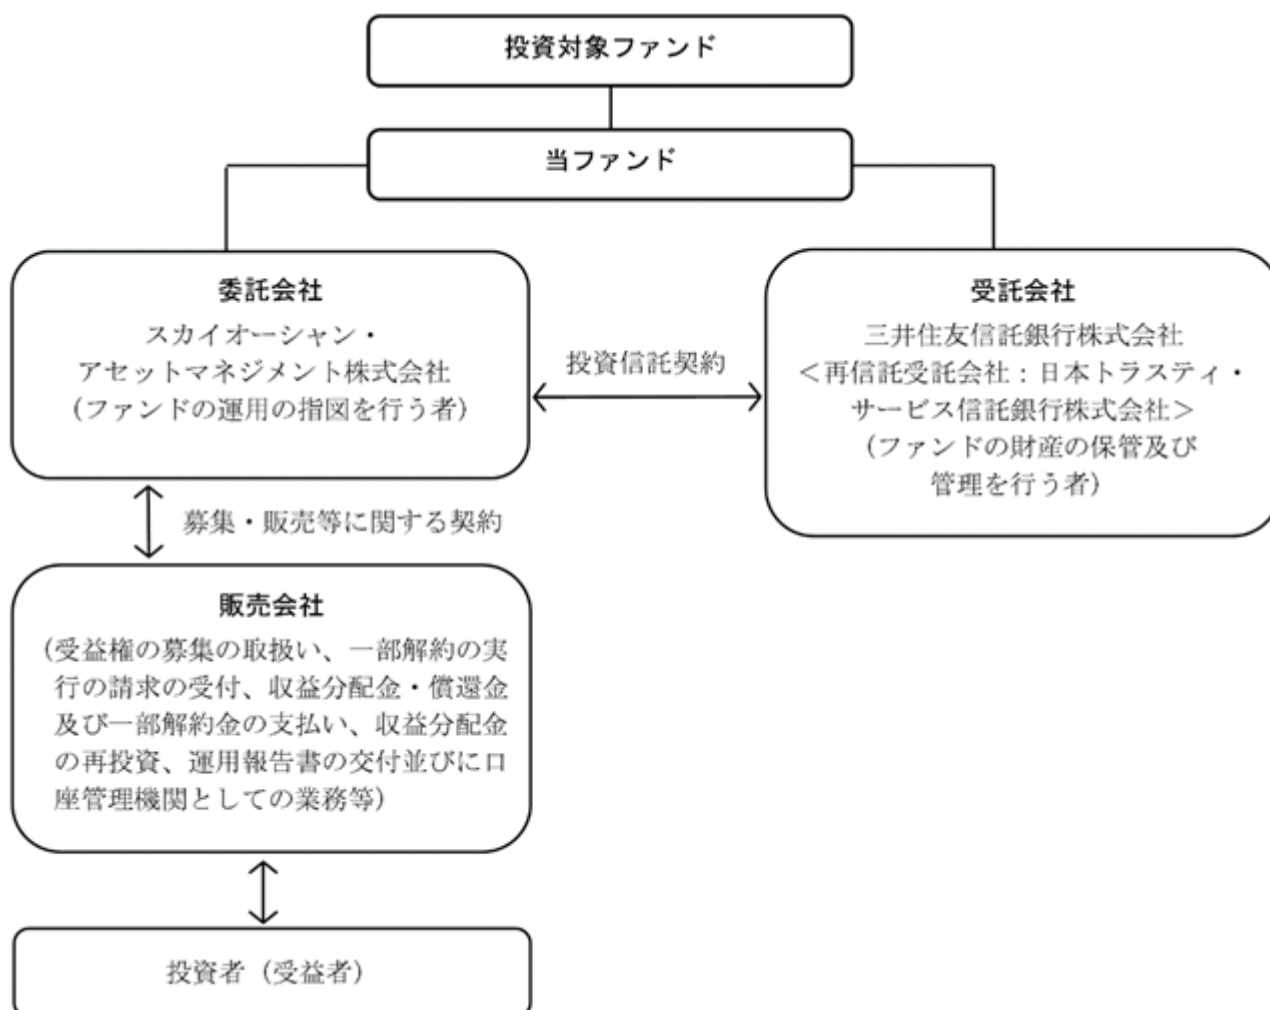 投資対象ファンド
当ファンド
委託会社
スカイオーシャン・
アセットマネジメント株式会社
(ファンドの運用の指図を行う者)
投資信託契約
受託会社
三井住友信託銀行株式会社
＜再信託受託会社：日本トラスティ・
サービス信託銀行株式会社＞
(ファンドの財産の保管及び
管理を行う者)
募集・販売等に関する契約
販売会社
(受益権の募集の取扱い、一部解約の実
行の請求の受付、収益分配金・償還金
及び一部解約金の支払い、収益分配金
の再投資、運用報告書の交付並びに口
座管理機関としての業務等)
投資者（受益者）